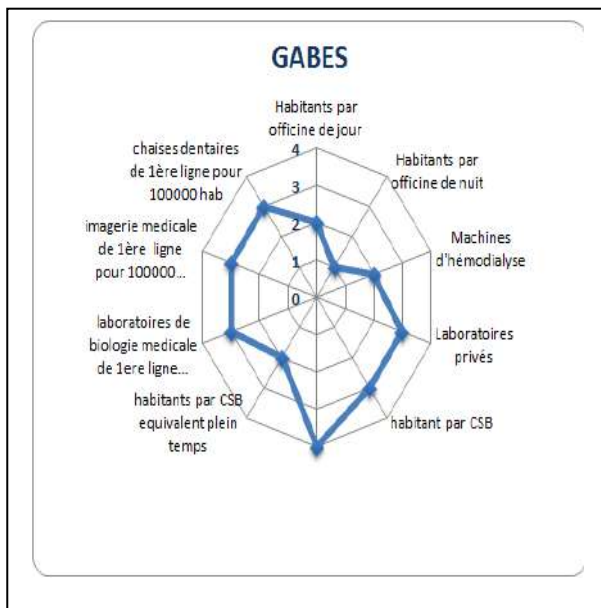 GABES
Habitants par
officine de jour
Habitants par
officine de nuit
Machines
d'hémodialyse
Laboratoires
privés
habitant par CSB
habitants par CSB
equivalent plein
temps
laboratoires de
biologie medicale
de 1ere ligne...
imagerie medicale
de 1ère ligne
pour 100000...
chaises dentaires
de 1ère ligne pour
100000 hab
4
3
2
1
0